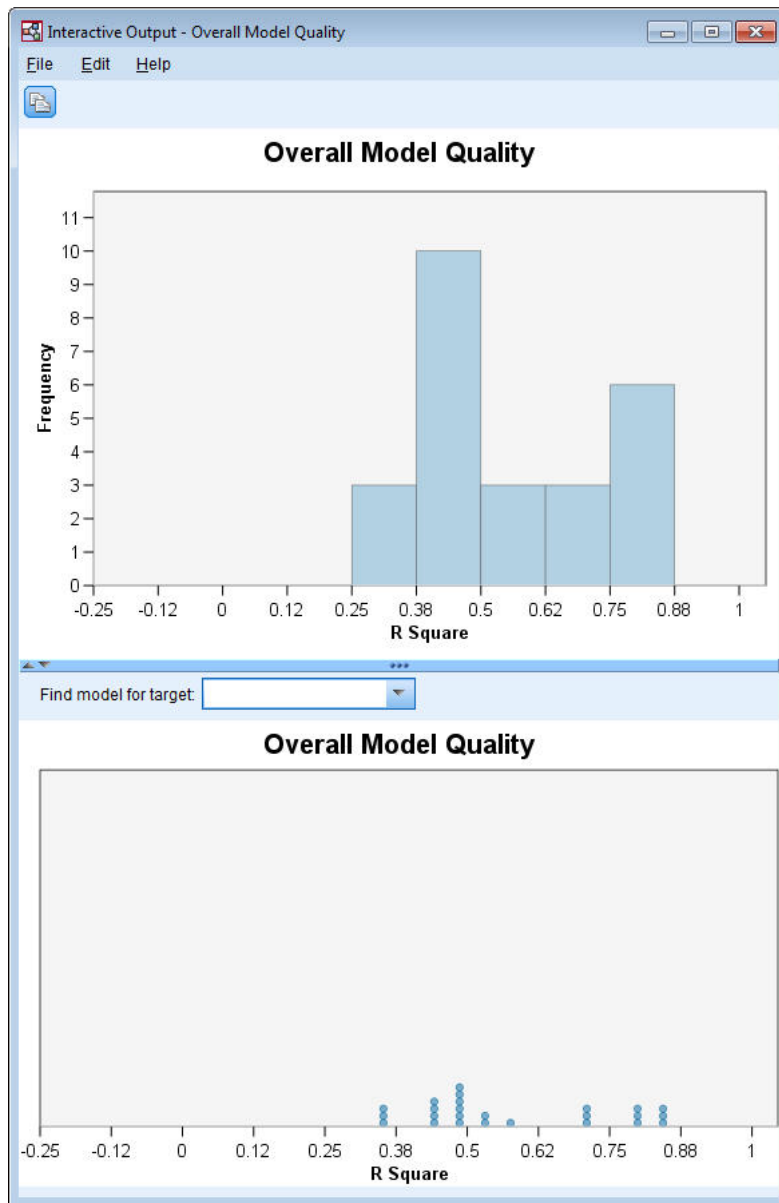 Interactive Output - Overall Model Quality
File Edit Help
Overall Model Quality
11
10
9
8
7
6
5
4
3
2
1
0
Frequency
-0.25 -0.12 0 0.12 0.25 0.38 0.5 0.62 0.75 0.88 1
R Square
Find model for target:
Overall Model Quality
-0.25 -0.12 0 0.12 0.25 0.38 0.5 0.62 0.75 0.88 1
R Square